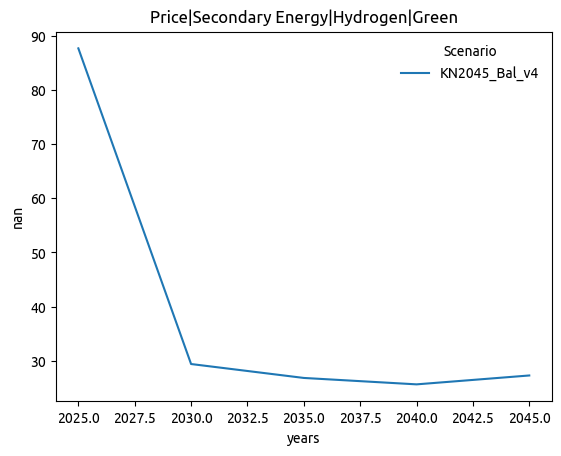 Price|Secondary Energy|Hydrogen|Green
Scenario
KN2045_Bal_v4
90
80
70
60
50
40
30
nan
2025.0 2027.5 2030.0 2032.5 2035.0 2037.5 2040.0 2042.5 2045.0
years